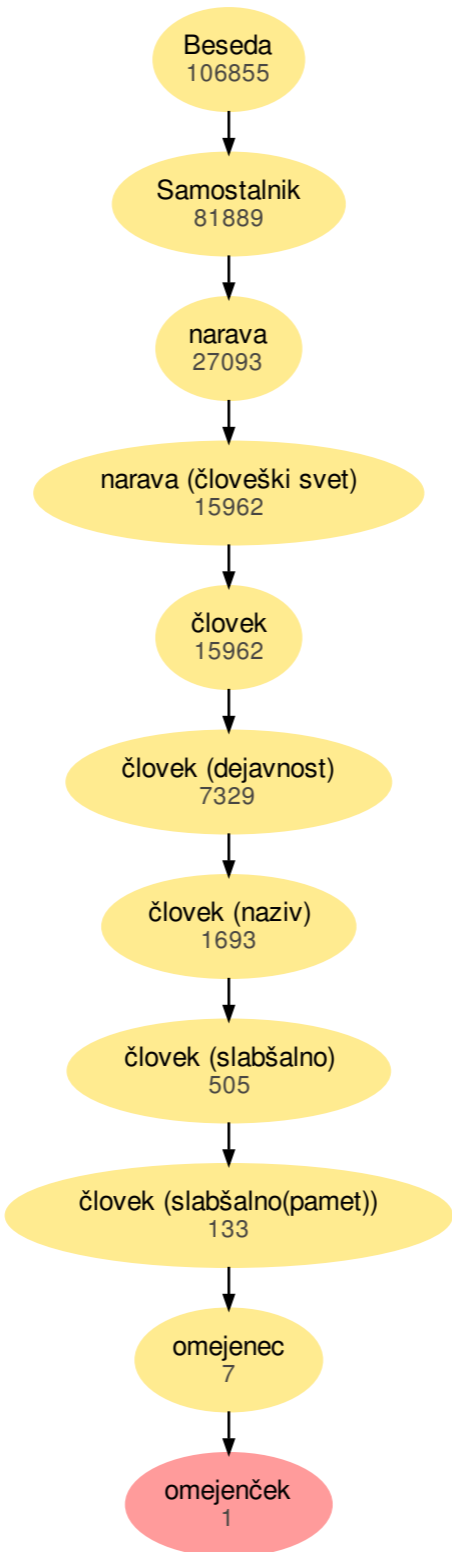 Beseda
106855
Samostalnik
81889
narava
27093
narava (človeški svet)
15962
človek
15962
človek (dejavnost)
7329
človek (naziv)
1693
človek (slabšalno)
505
človek (slabšalno(pamet))
133
omejenec
7
omejenček
1